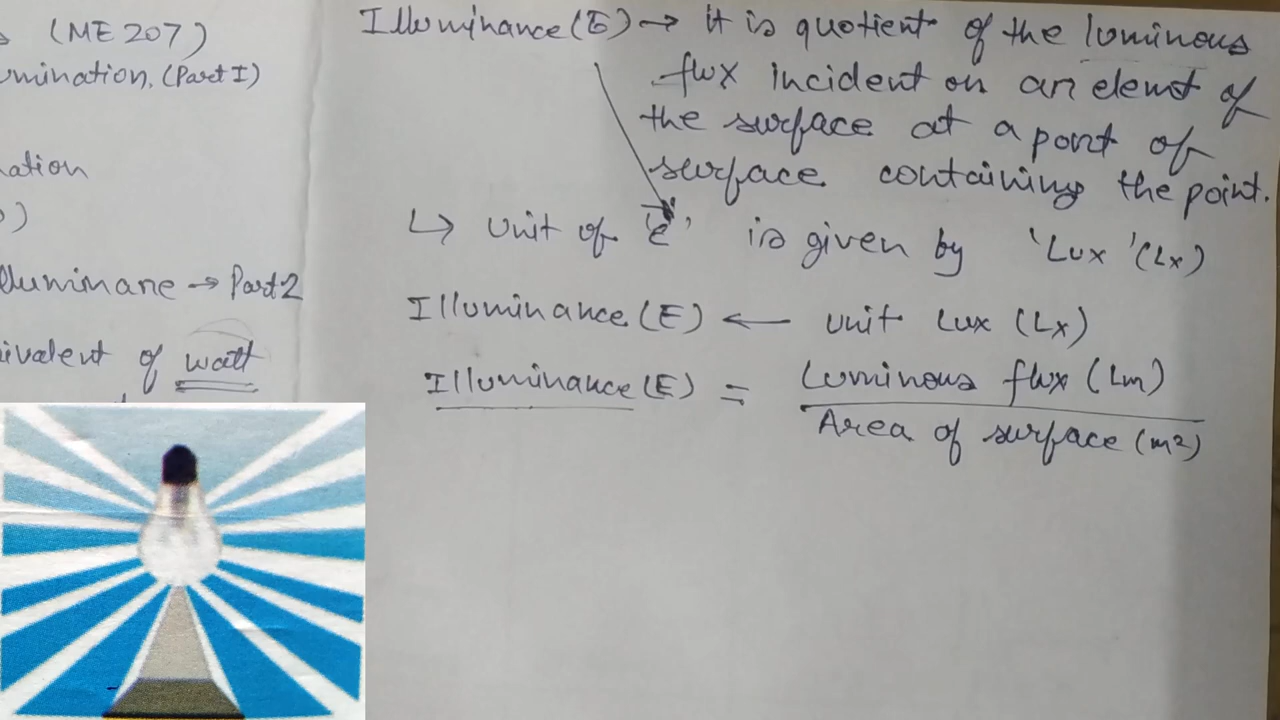 (ME207)
umination, (Part I)
ation
)
lluminane → Part 2
ivalent of watt
Illuminance (E) → it is quotient of the luminous
flux incident on an elemt of
the surface at a point of
surface containing the point.
↳ Unit of 'E' is given by 'Lux' (Lx)
Illuminance (E) ← unit Lux (Lx)
Illuminance (E) = Luminous flux (Lm)
Area of surface (m²)